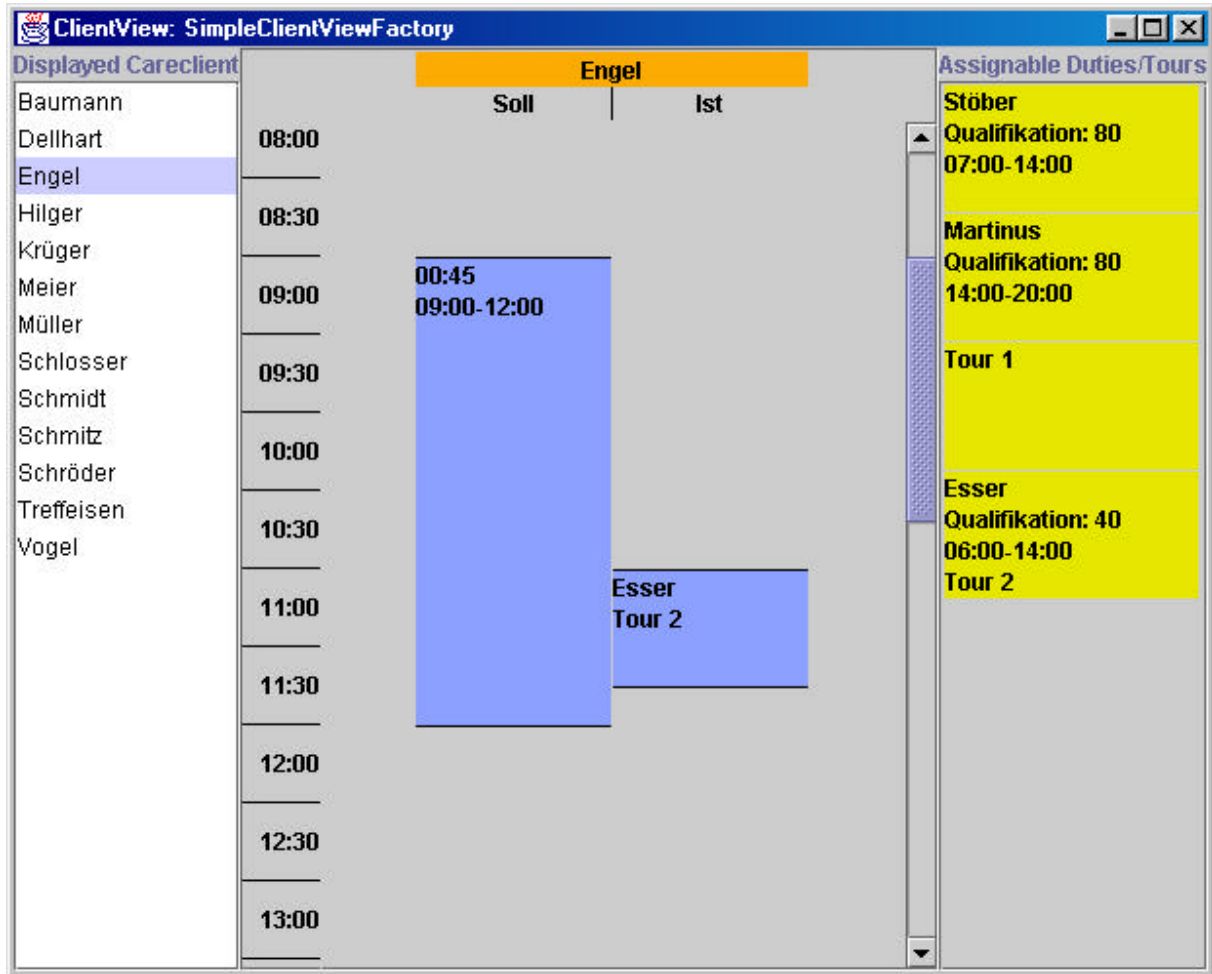 ClientView: SimpleClientViewFactory
Displayed Careclient
Baumann
Dellhart
Engel
Hilger
Krüger
Meier
Müller
Schlosser
Schmidt
Schmitz
Schröder
Treffeisen
Vogel
Engel
Soll Ist
08:00
08:30
09:00
09:30
10:00
10:30
11:00
11:30
12:00
12:30
13:00
00:45
09:00-12:00
Esser
Tour 2
Assignable Duties/Tours
Stöber
Qualifikation: 80
07:00-14:00
Martinus
Qualifikation: 80
14:00-20:00
Tour 1
Esser
Qualifikation: 40
06:00-14:00
Tour 2